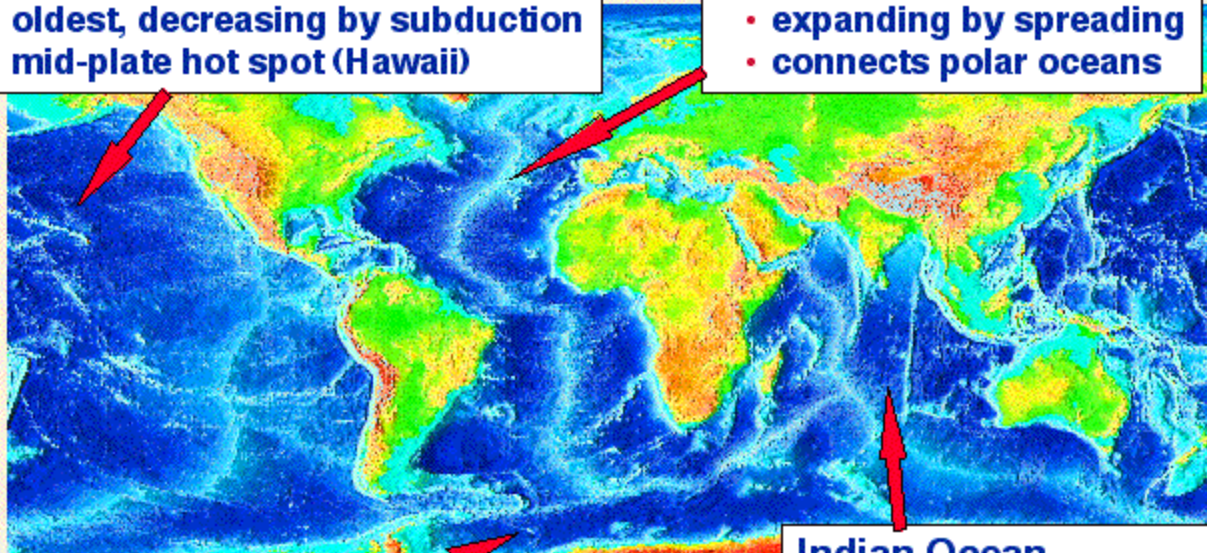 oldest, decreasing by subduction
mid-plate hot spot (Hawaii)
• expanding by spreading
• connects polar oceans
Indian Ocean